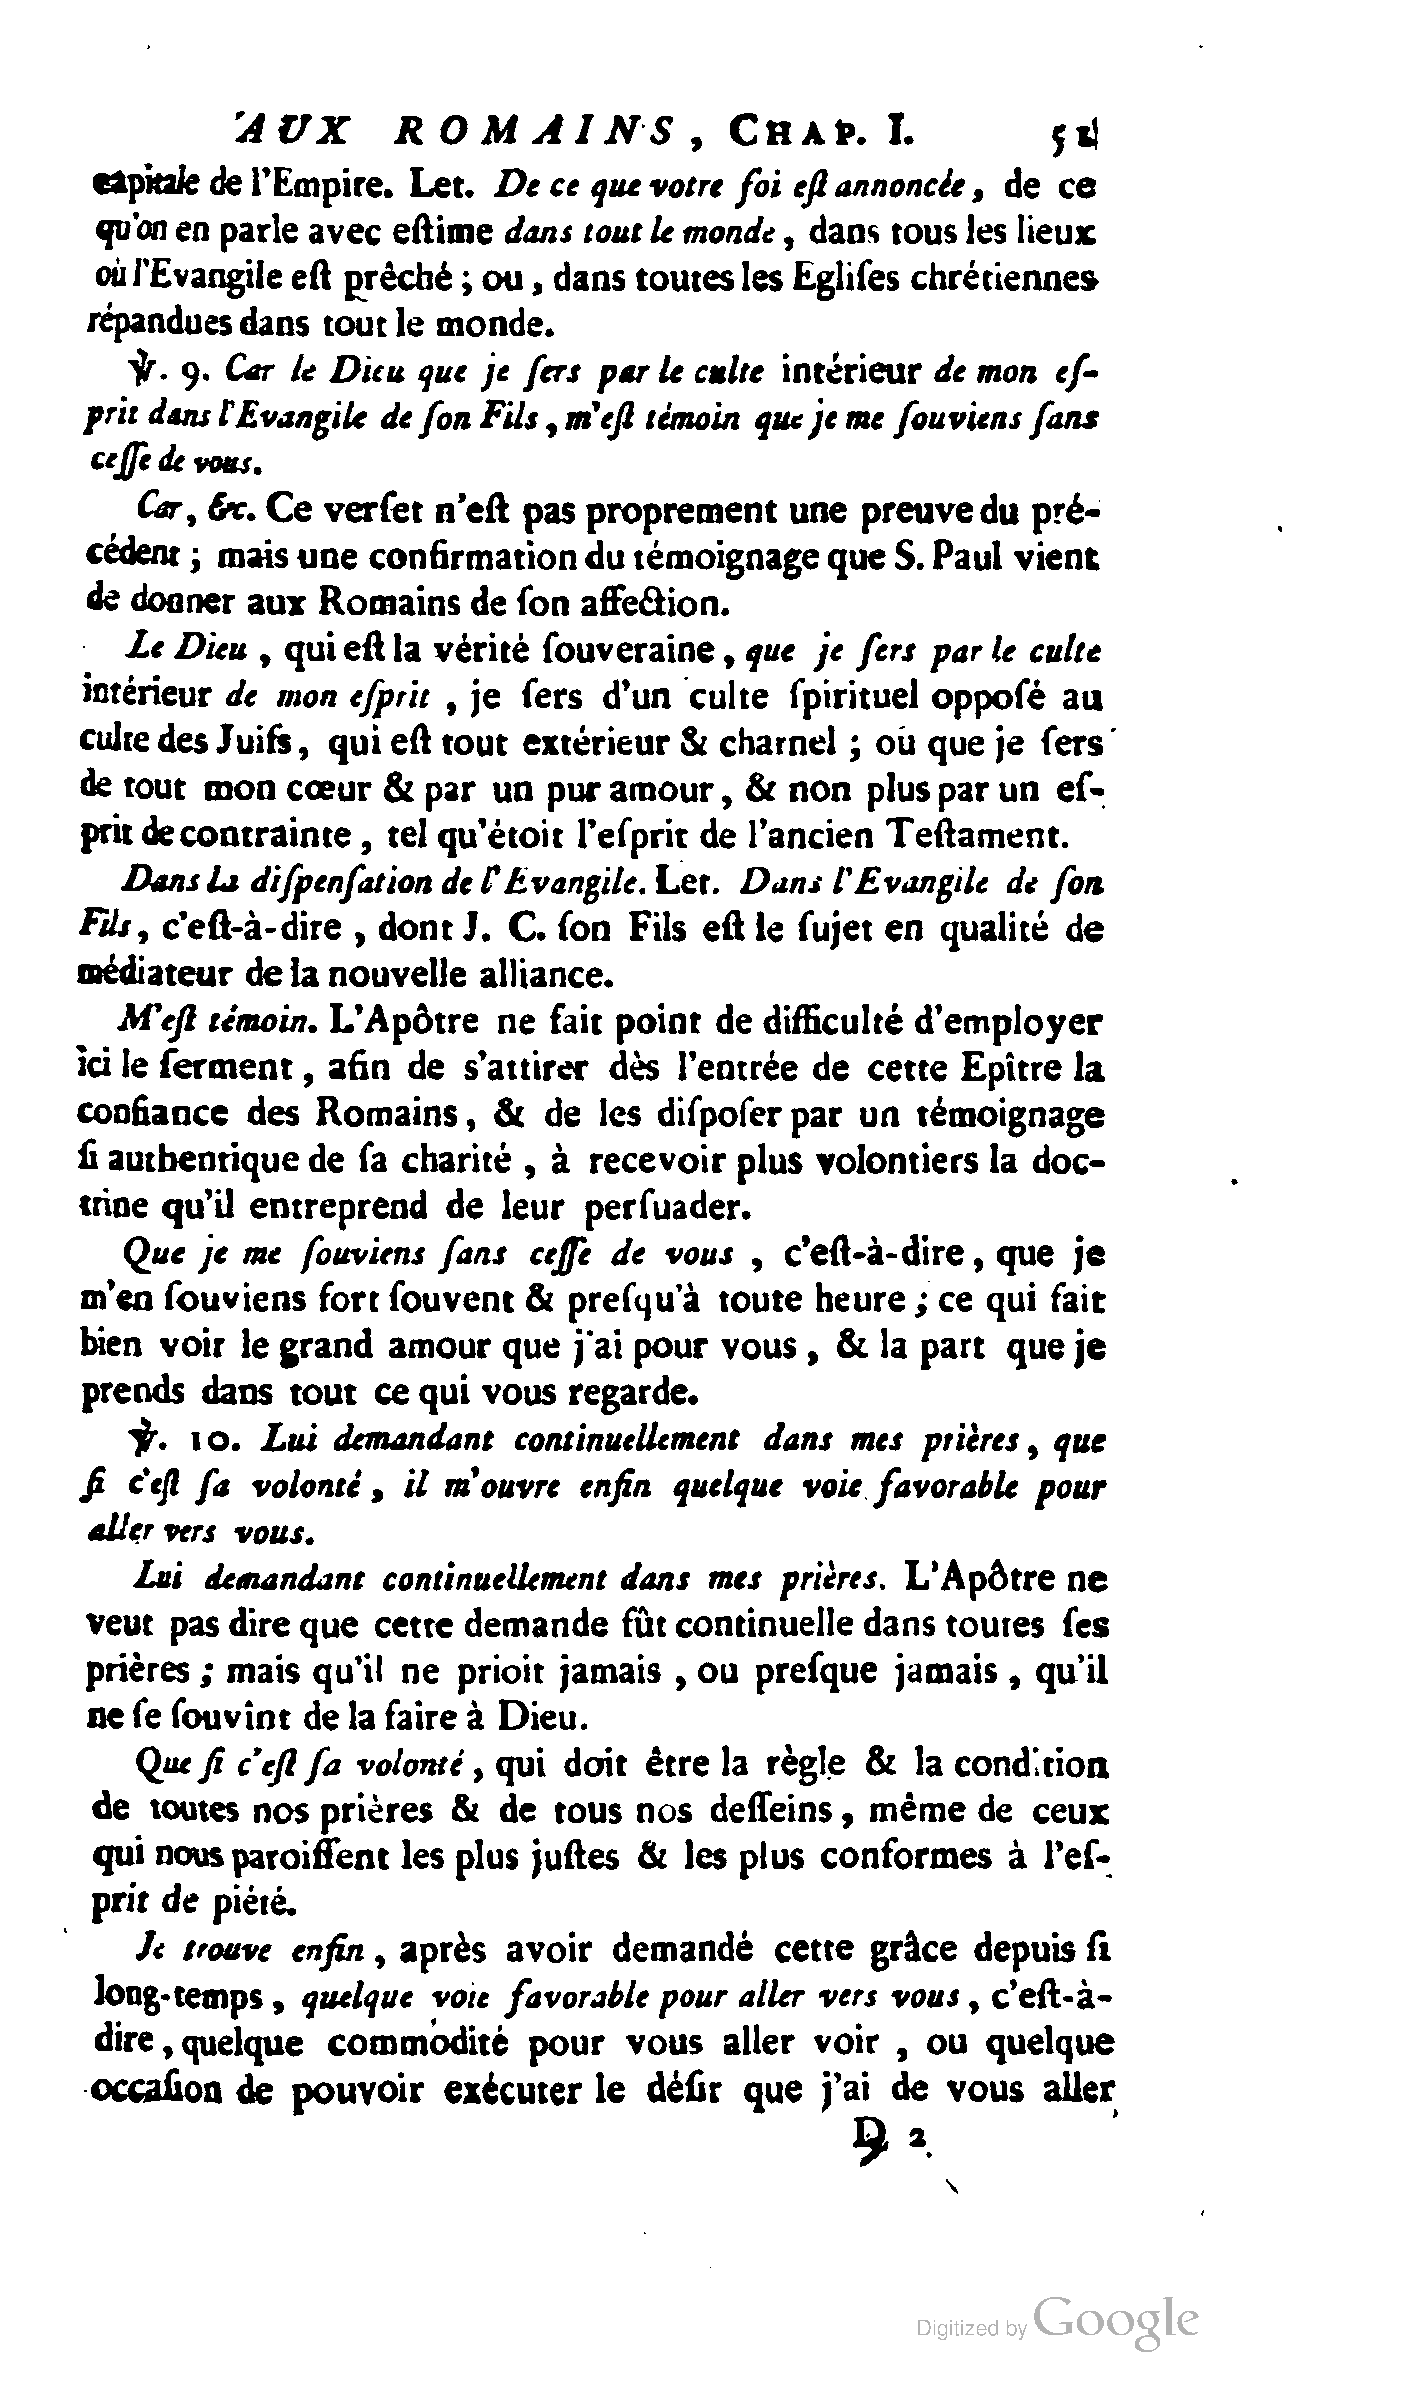 AUX ROMAINS, CHAP. I. 51
capitale de l'Empire. Let. De ce que votre foi eſt annoncée, de ce
qu'on en parle avec eſtime dans tout le monde, dans tous les lieux
où l'Evangile eſt prêché ; ou, dans toutes les Egliſes chrétiennes
répandues dans tout le monde.
℣. 9. Car le Dieu que je ſers par le culte intérieur de mon eſ-
prit dans l'Evangile de ſon Fils, m'eſt témoin que je me ſouviens ſans
ceſſe de vous.
Car, &c. Ce verſet n'eſt pas proprement une preuve du pré-
cédent ; mais une confirmation du témoignage que S. Paul vient
de donner aux Romains de ſon affection.
Le Dieu, qui eſt la vérité ſouveraine, que je ſers par le culte
intérieur de mon eſprit, je ſers d'un culte ſpirituel oppoſé au
culte des Juifs, qui eſt tout extérieur & charnel ; où que je ſers
de tout mon cœur & par un pur amour, & non plus par un eſ-
prit de contrainte, tel qu'étoit l'eſprit de l'ancien Teſtament.
Dans la diſpenſation de l'Evangile. Let. Dans l'Evangile de ſon
Fils, c'eſt-à-dire, dont J. C. ſon Fils eſt le ſujet en qualité de
médiateur de la nouvelle alliance.
M'eſt témoin. L'Apôtre ne fait point de difficulté d'employer
ici le ſerment, afin de s'attirer dès l'entrée de cette Epître la
confiance des Romains, & de les diſpoſer par un témoignage
ſi authentique de ſa charité, à recevoir plus volontiers la doc-
trine qu'il entreprend de leur perſuader.
Que je me ſouviens ſans ceſſe de vous, c'eſt-à-dire, que je
m'en ſouviens fort ſouvent & preſqu'à toute heure ; ce qui fait
bien voir le grand amour que j'ai pour vous, & la part que je
prends dans tout ce qui vous regarde.
℣. 10. Lui demandant continuellement dans mes prières, que
ſi c'eſt ſa volonté, il m'ouvre enfin quelque voie favorable pour
aller vers vous.
Lui demandant continuellement dans mes prières. L'Apôtre ne
veut pas dire que cette demande fût continuelle dans toutes ſes
prières ; mais qu'il ne prioit jamais, ou preſque jamais, qu'il
ne ſe ſouvînt de la faire à Dieu.
Que ſi c'eſt ſa volonté, qui doit être la règle & la condition
de toutes nos prières & de tous nos deſſeins, même de ceux
qui nous paroiſſent les plus juſtes & les plus conformes à l'eſ-
prit de piété.
Je trouve enfin, après avoir demandé cette grâce depuis ſi
long-temps, quelque voie favorable pour aller vers vous, c'eſt-à-
dire, quelque commodité pour vous aller voir, ou quelque
occaſion de pouvoir exécuter le déſir que j'ai de vous aller
D 2
Digitized by Google